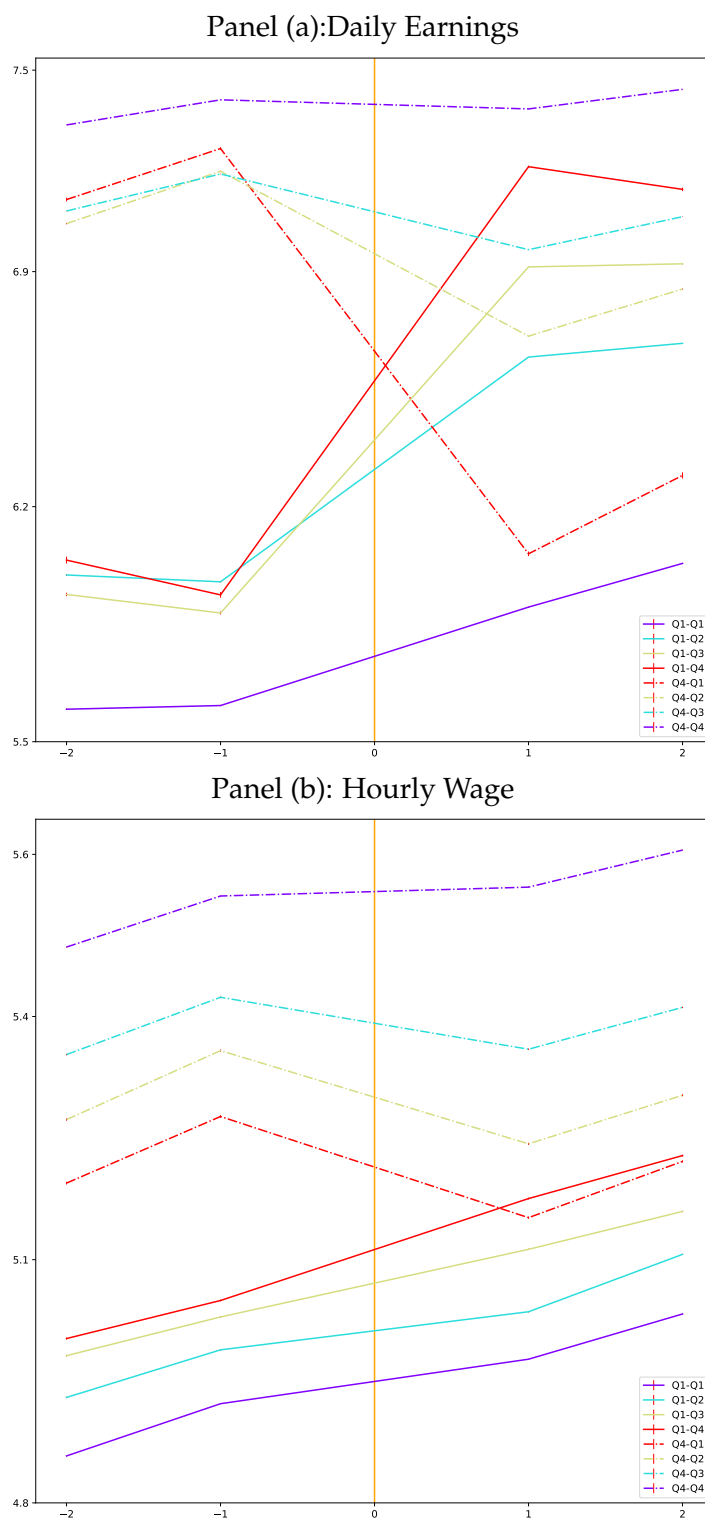 Panel (a):Daily Earnings
7.5
6.9
6.2
5.5
−2
−1
0
1
2
Q1-Q1
Q1-Q2
Q1-Q3
Q1-Q4
Q4-Q1
Q4-Q2
Q4-Q3
Q4-Q4
Panel (b): Hourly Wage
5.6
5.4
5.1
4.8
−2
−1
0
1
2
Q1-Q1
Q1-Q2
Q1-Q3
Q1-Q4
Q4-Q1
Q4-Q2
Q4-Q3
Q4-Q4